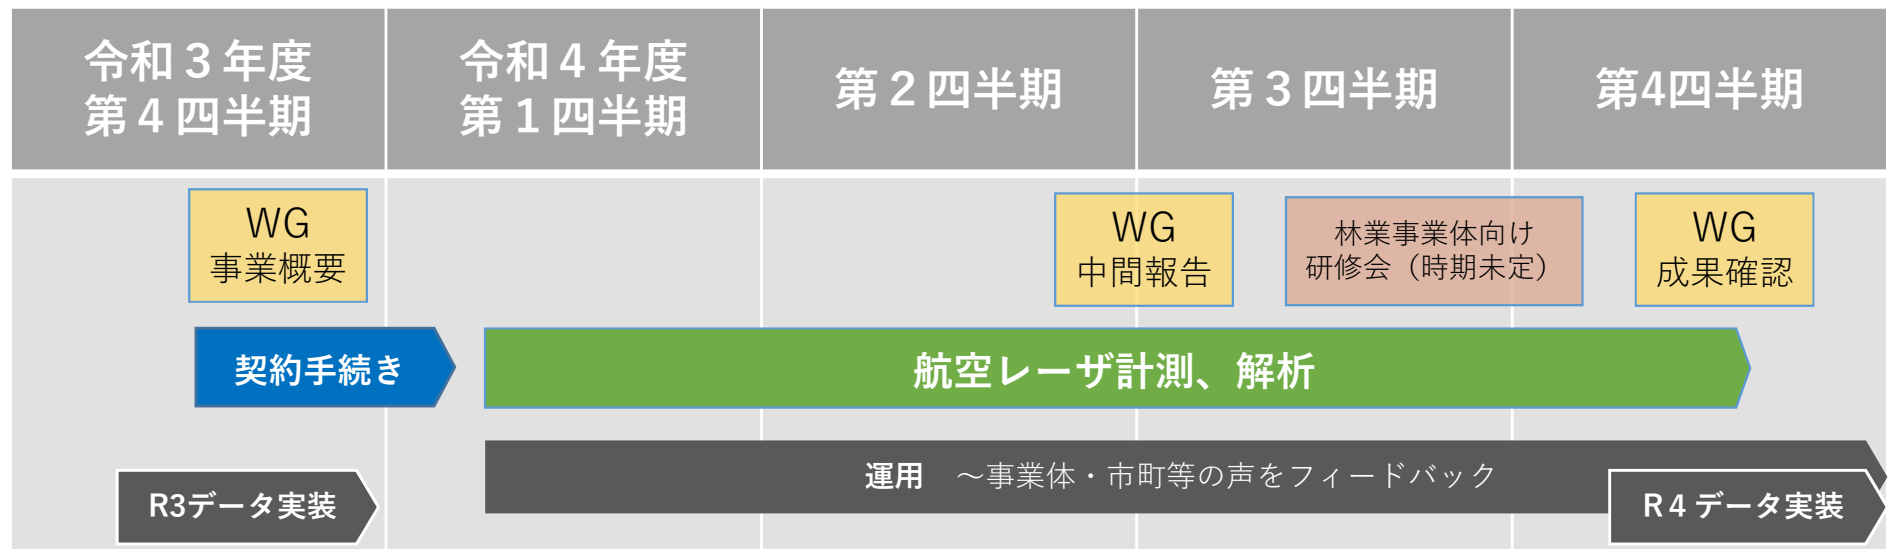 令和３年度
第４四半期
令和４年度
第１四半期
第２四半期
第３四半期
第4四半期
WG
事業概要
WG
中間報告
林業事業体向け
研修会（時期未定）
WG
成果確認
契約手続き
航空レーザ計測、解析
運用　～事業体・市町等の声をフィードバック
R3データ実装
R４データ実装